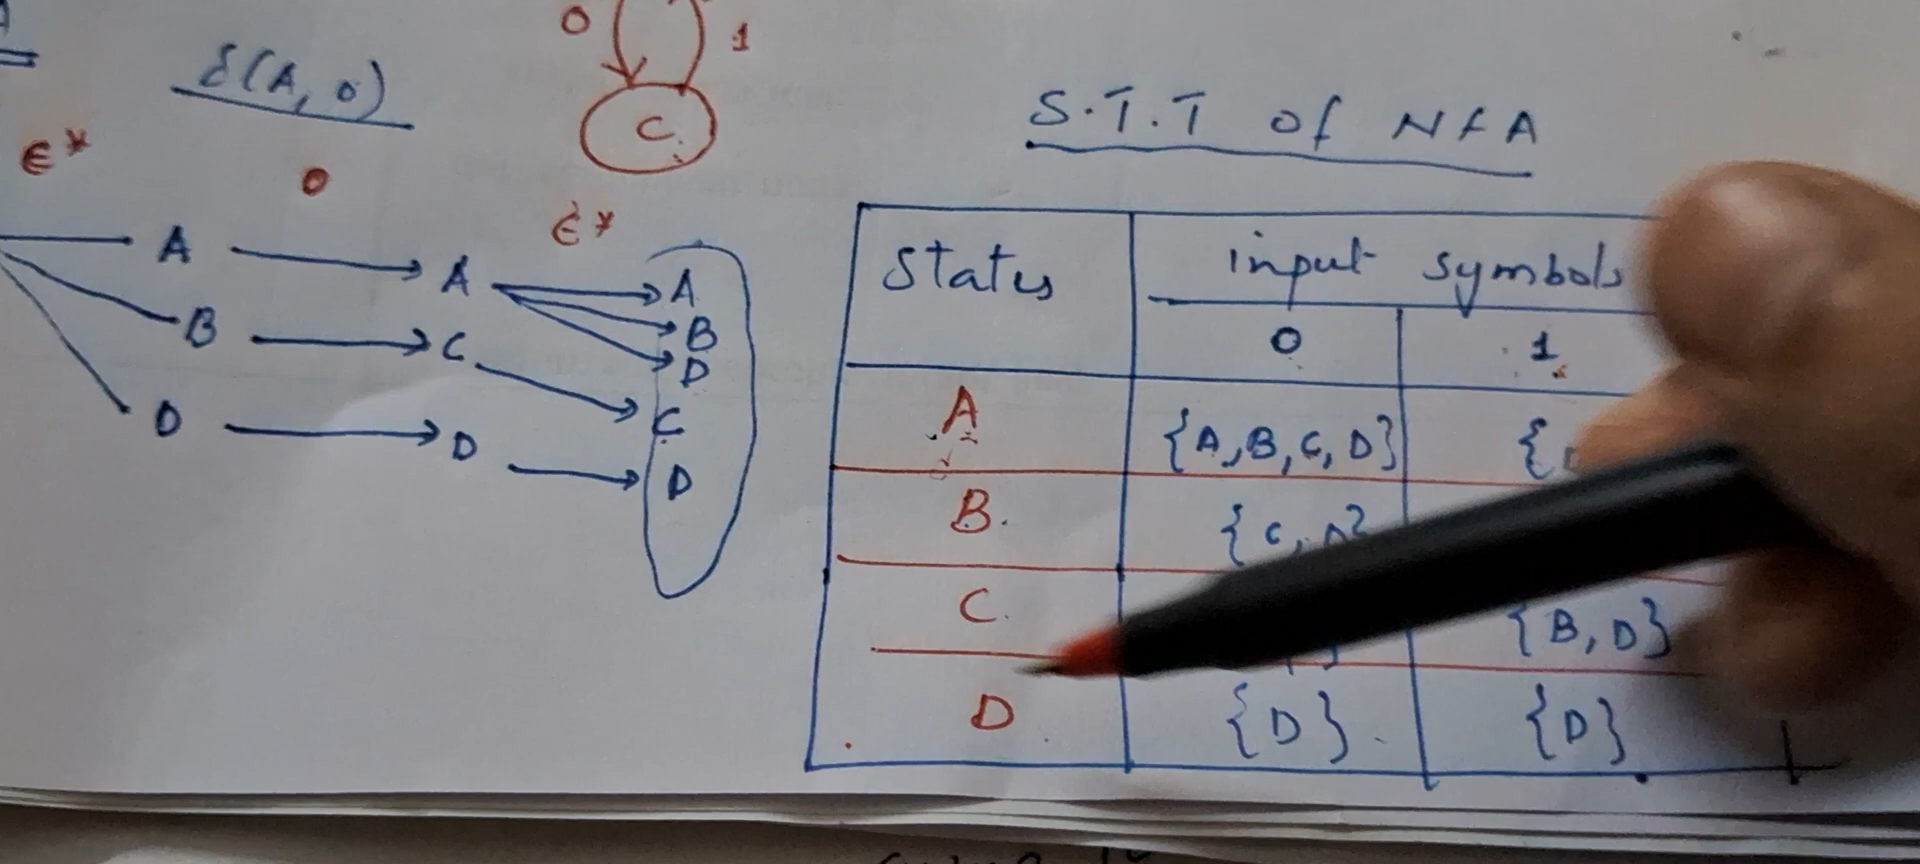 0 1
C
δ(A, 0)
ϵ* 0 ϵ*
A A A
B C B
D
C
D D D
S.T.T of NFA
States input symbols
0 1
A {A,B,C,D} {
B {C,
C {B,D}
D {D} {D}